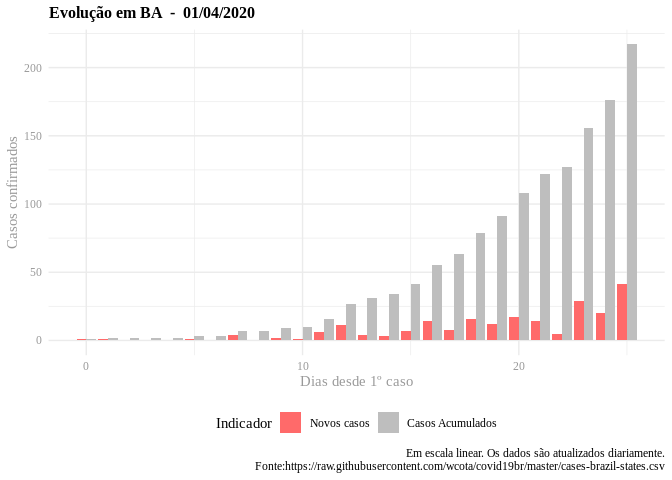 Evolução em BA  -  01/04/2020
Casos confirmados
200
150
100
50
0
0
10
20
Dias desde 1º caso
Indicador
Novos casos
Casos Acumulados
Em escala linear. Os dados são atualizados diariamente.
Fonte:https://raw.githubusercontent.com/wcota/covid19br/master/cases-brazil-states.csv